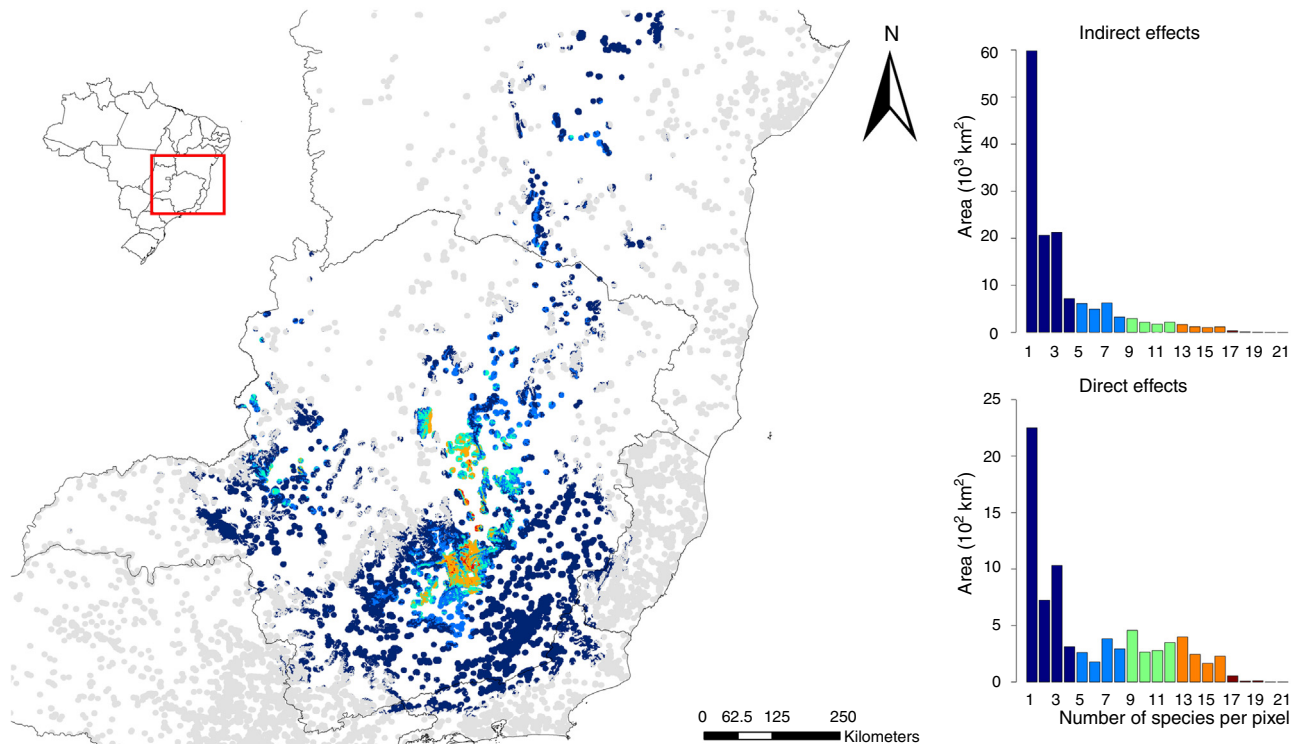 N
0 62.5 125 250
Kilometers
Indirect effects
Area (10³ km²)
60
50
40
30
20
10
0
1 3 5 7 9 11 13 15 17 19 21
Direct effects
Area (10² km²)
25
20
15
10
5
0
1 3 5 7 9 11 13 15 17 19 21
Number of species per pixel